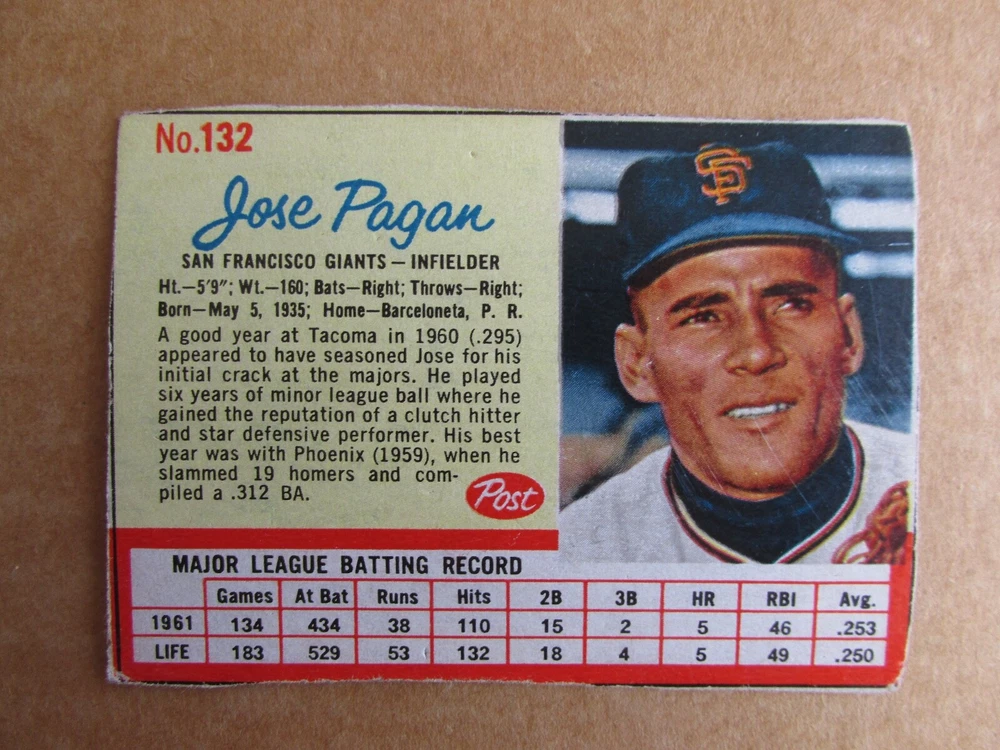 No.132
Jose Pagan
SAN FRANCISCO GIANTS — INFIELDER
Ht.—5'9"; Wt.—160; Bats—Right; Throws—Right;
Born—May 5, 1935; Home—Barceloneta, P. R.
A good year at Tacoma in 1960 (.295)
appeared to have seasoned Jose for his
initial crack at the majors. He played
six years of minor league ball where he
gained the reputation of a clutch hitter
and star defensive performer. His best
year was with Phoenix (1959), when he
slammed 19 homers and com-
piled a .312 BA.
Post
SF
MAJOR LEAGUE BATTING RECORD
Games At Bat Runs Hits 2B 3B HR RBI Avg.
1961 134 434 38 110 15 2 5 46 .253
LIFE 183 529 53 132 18 4 5 49 .250